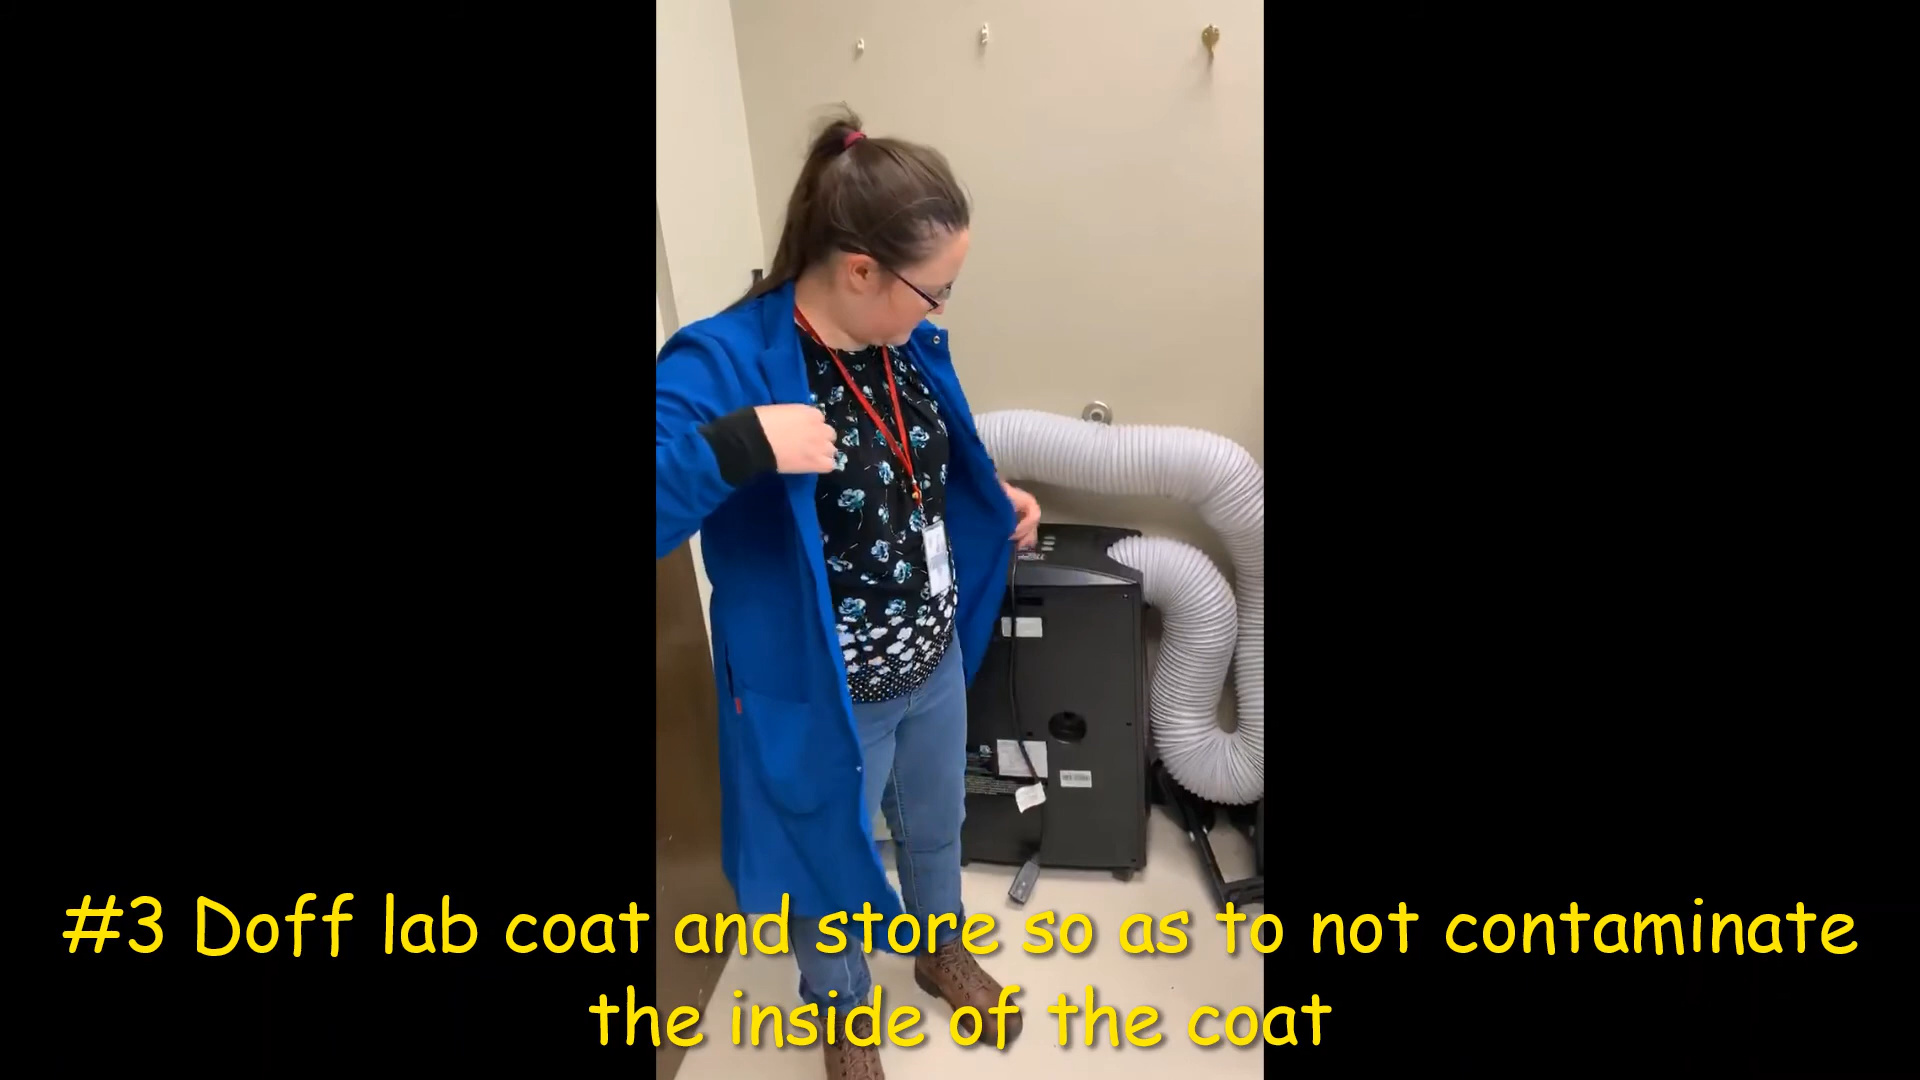 #3 Doff lab coat and store so as to not contaminate
the inside of the coat